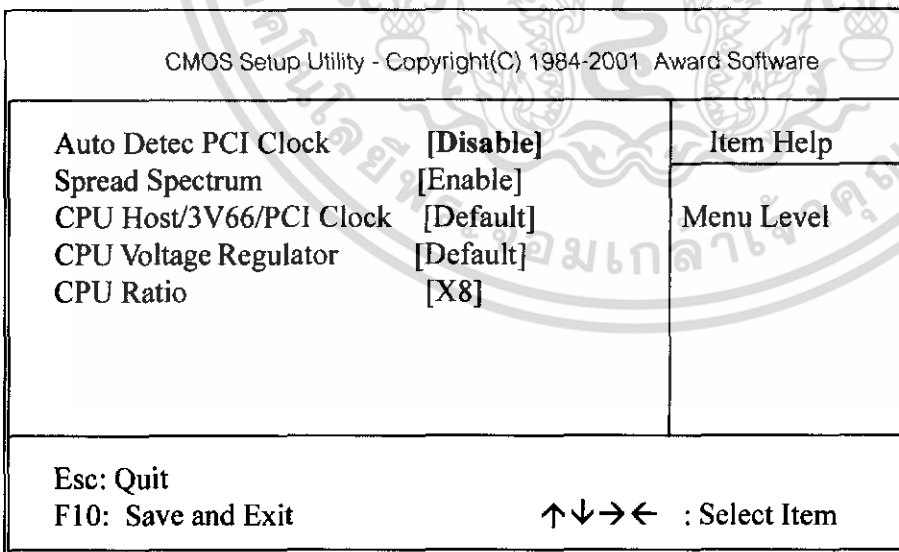 CMOS Setup Utility - Copyright(C) 1984-2001 Award Software
Auto Detec PCI Clock [Disable]
Spread Spectrum [Enable]
CPU Host/3V66/PCI Clock [Default]
CPU Voltage Regulator [Default]
CPU Ratio [X8]
Item Help
Menu Level
Esc: Quit
F10: Save and Exit ↑↓→← : Select Item